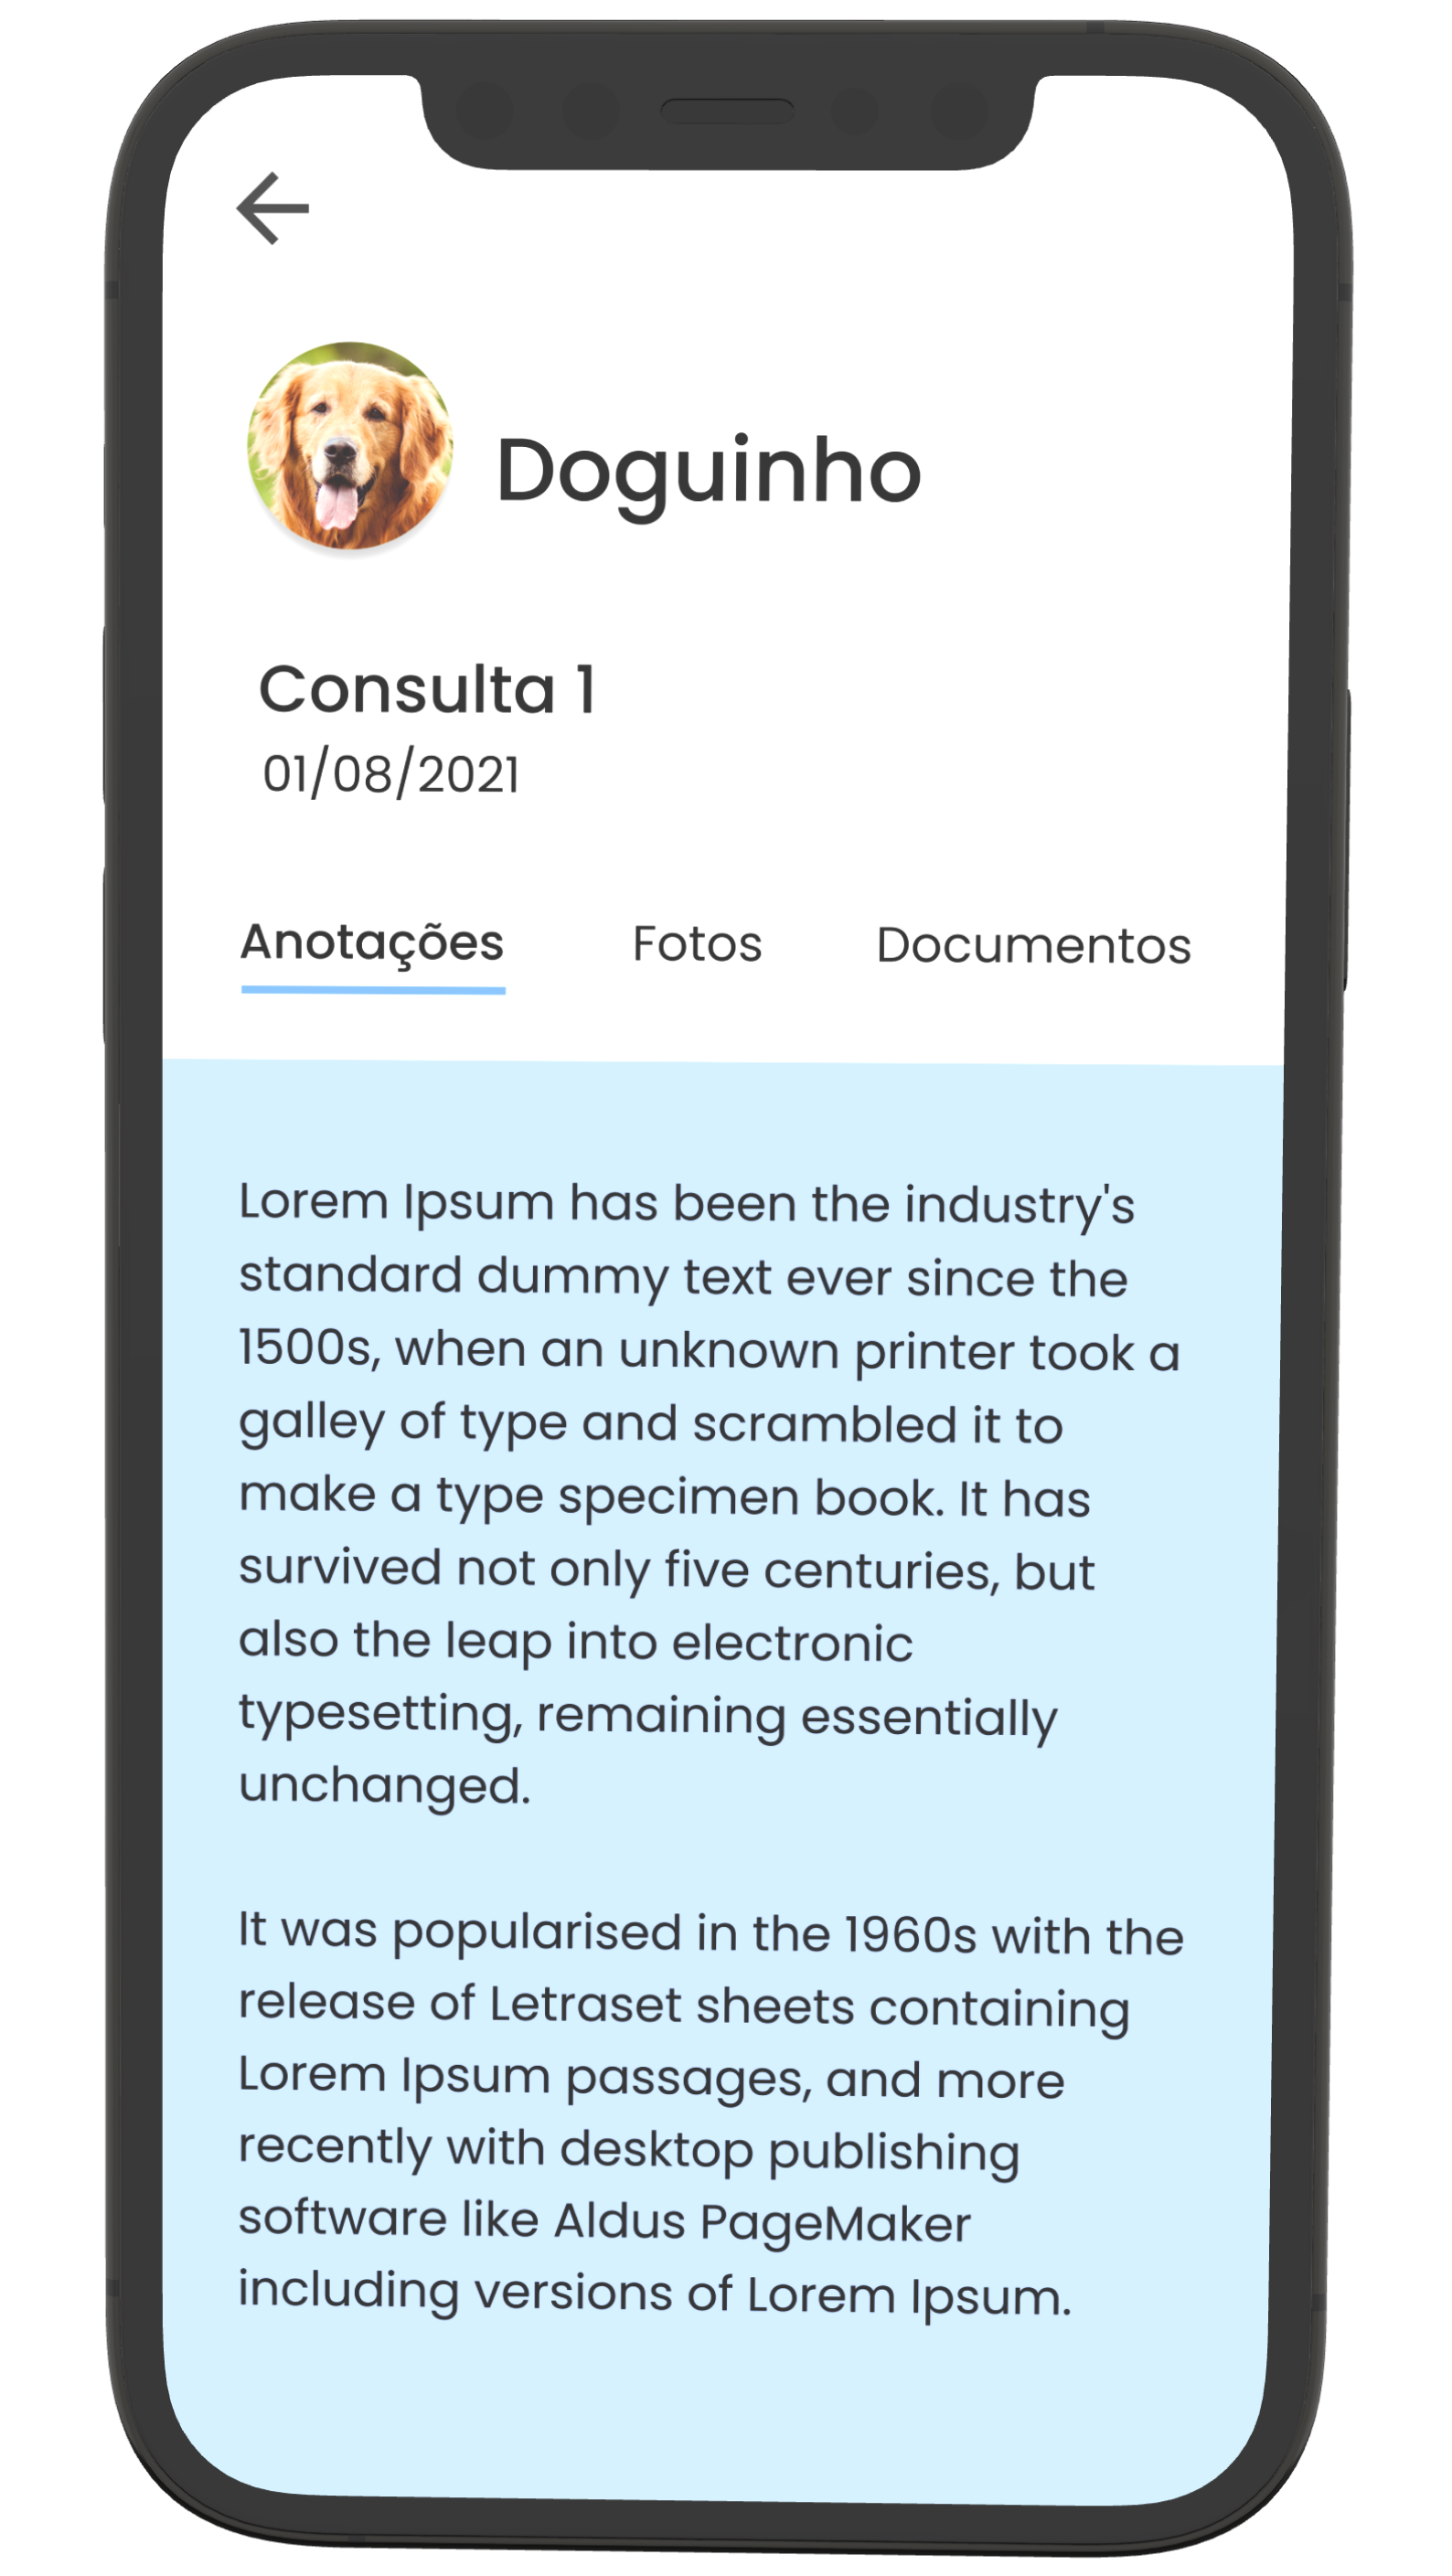 Doguinho
Consulta 1
01/08/2021
Anotações Fotos Documentos
Lorem Ipsum has been the industry's
standard dummy text ever since the
1500s, when an unknown printer took a
galley of type and scrambled it to
make a type specimen book. It has
survived not only five centuries, but
also the leap into electronic
typesetting, remaining essentially
unchanged.
It was popularised in the 1960s with the
release of Letraset sheets containing
Lorem Ipsum passages, and more
recently with desktop publishing
software like Aldus PageMaker
including versions of Lorem Ipsum.